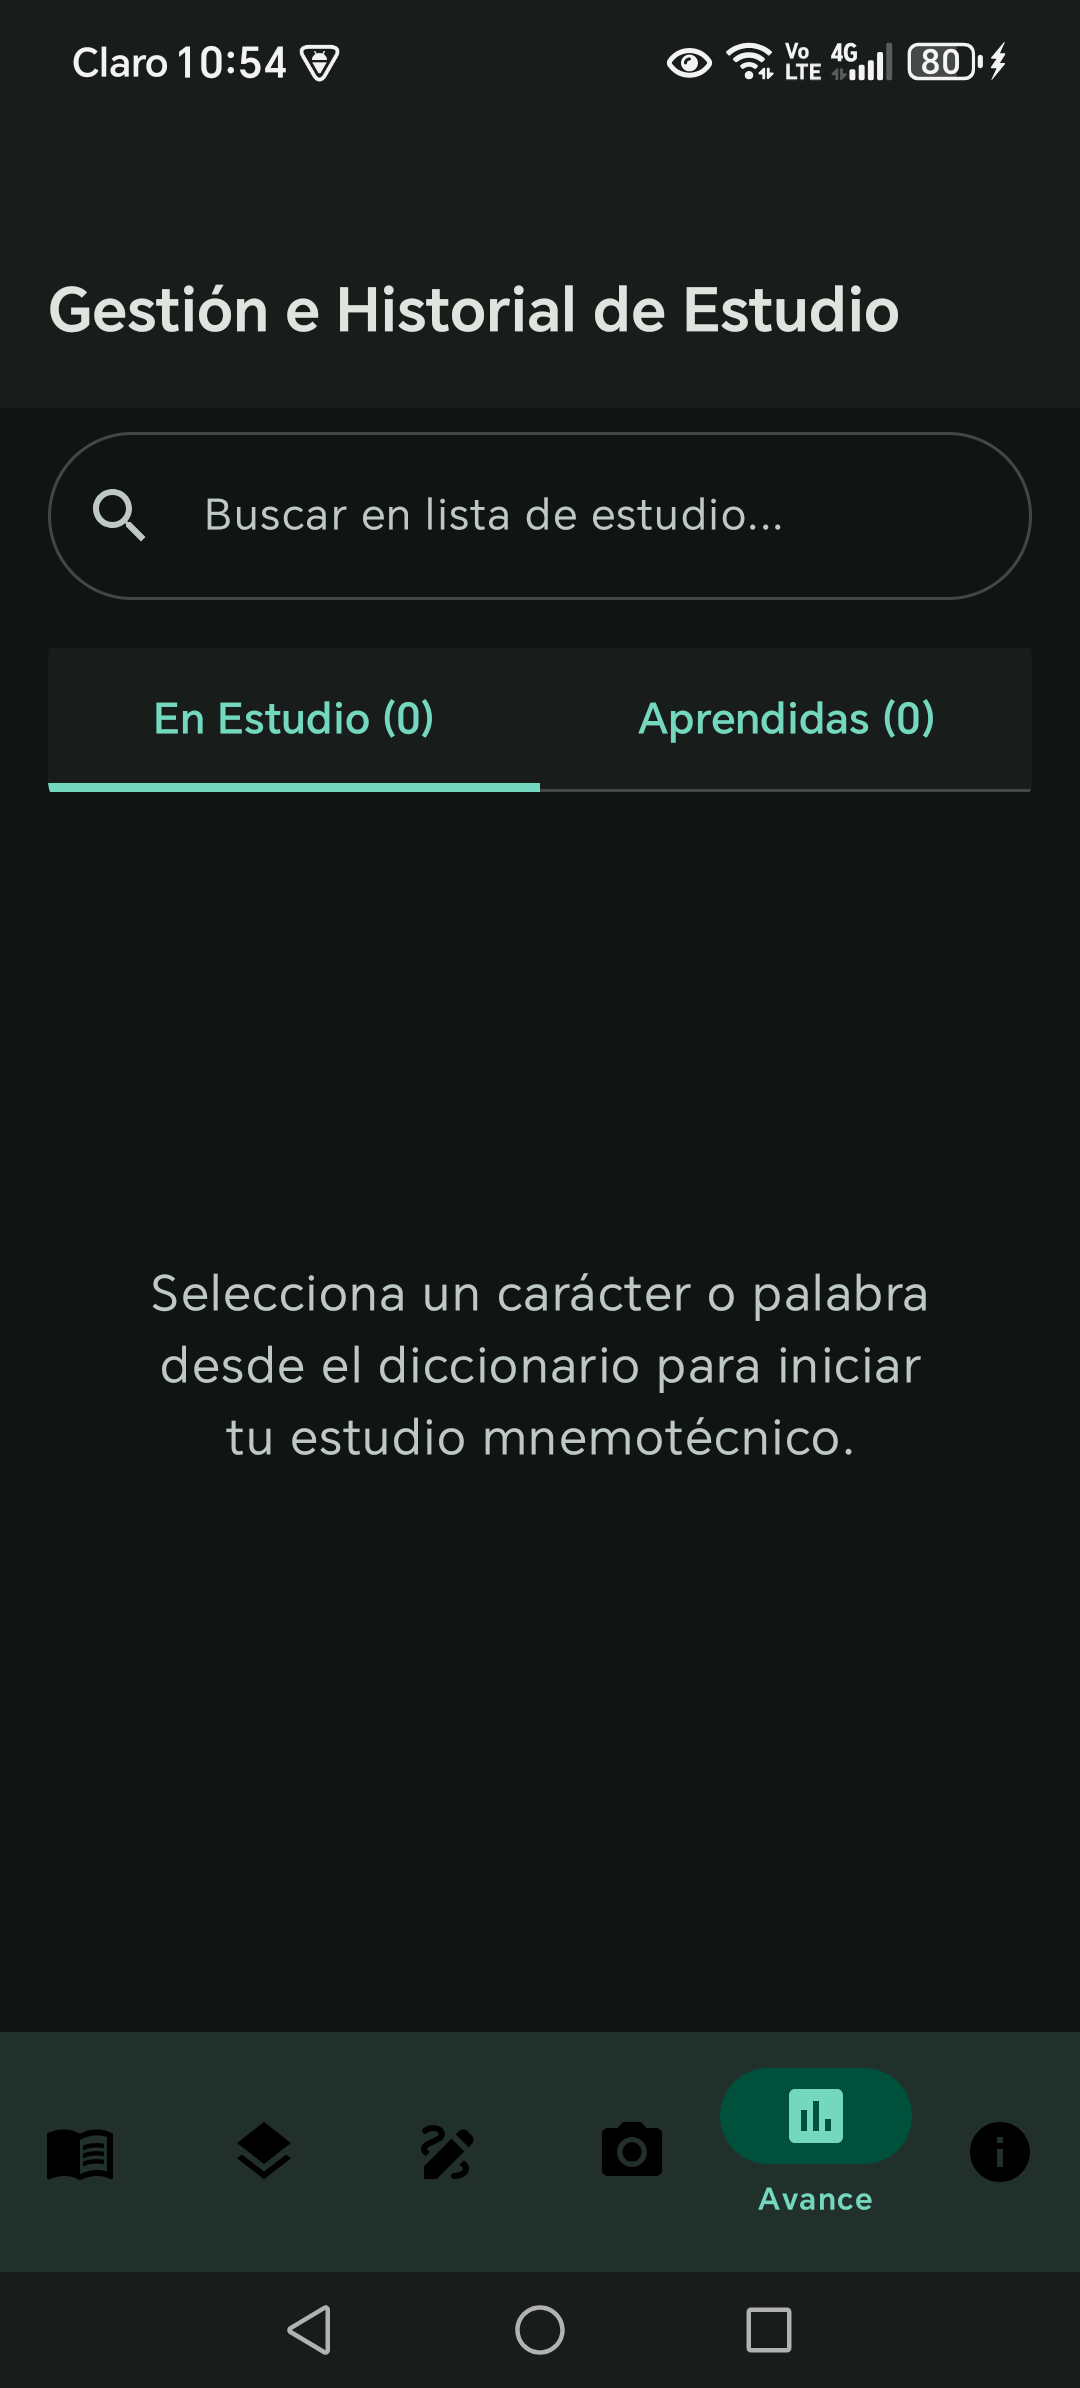 Claro 10:54
Vo LTE 4G 80
Gestión e Historial de Estudio
Buscar en lista de estudio...
En Estudio (0)
Aprendidas (0)
Selecciona un carácter o palabra
desde el diccionario para iniciar
tu estudio mnemotécnico.
Avance